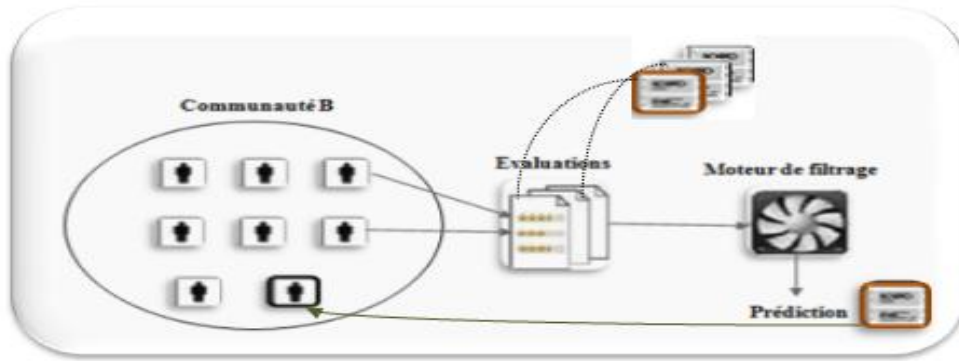 Communauté B
Evaluations
Moteur de filtrage
Prédiction